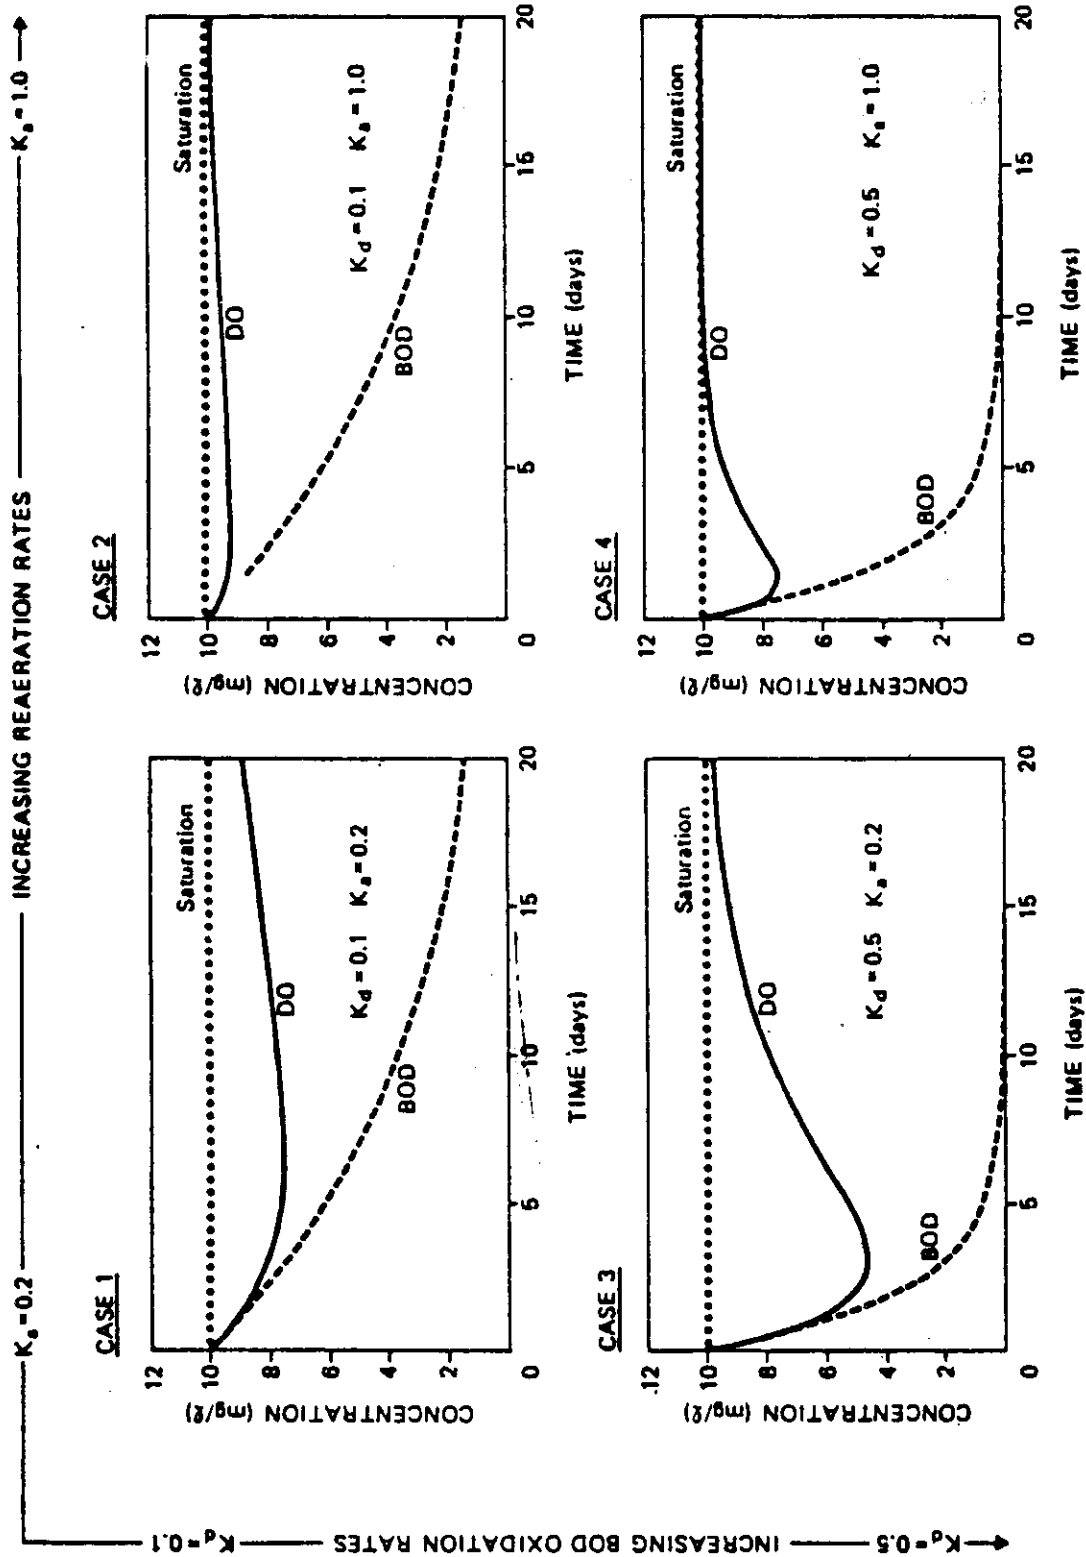 Kₐ = 0.2 INCREASING REAERATION RATES Kₐ = 1.0
K_d = 0.1 INCREASING BOD OXIDATION RATES K_d = 0.5
CASE 1
CONCENTRATION (mg/ℓ)
12
10
8
6
4
2
0
Saturation
DO
K_d = 0.1 Kₐ = 0.2
BOD
5
10
15
20
TIME (days)
CASE 2
CONCENTRATION (mg/ℓ)
12
10
8
6
4
2
0
Saturation
DO
K_d = 0.1 Kₐ = 1.0
BOD
5
10
15
20
TIME (days)
CASE 3
CONCENTRATION (mg/ℓ)
12
10
8
6
4
2
0
Saturation
DO
K_d = 0.5 Kₐ = 0.2
BOD
5
10
15
20
TIME (days)
CASE 4
CONCENTRATION (mg/ℓ)
12
10
8
6
4
2
0
Saturation
DO
K_d = 0.5 Kₐ = 1.0
BOD
5
10
15
20
TIME (days)